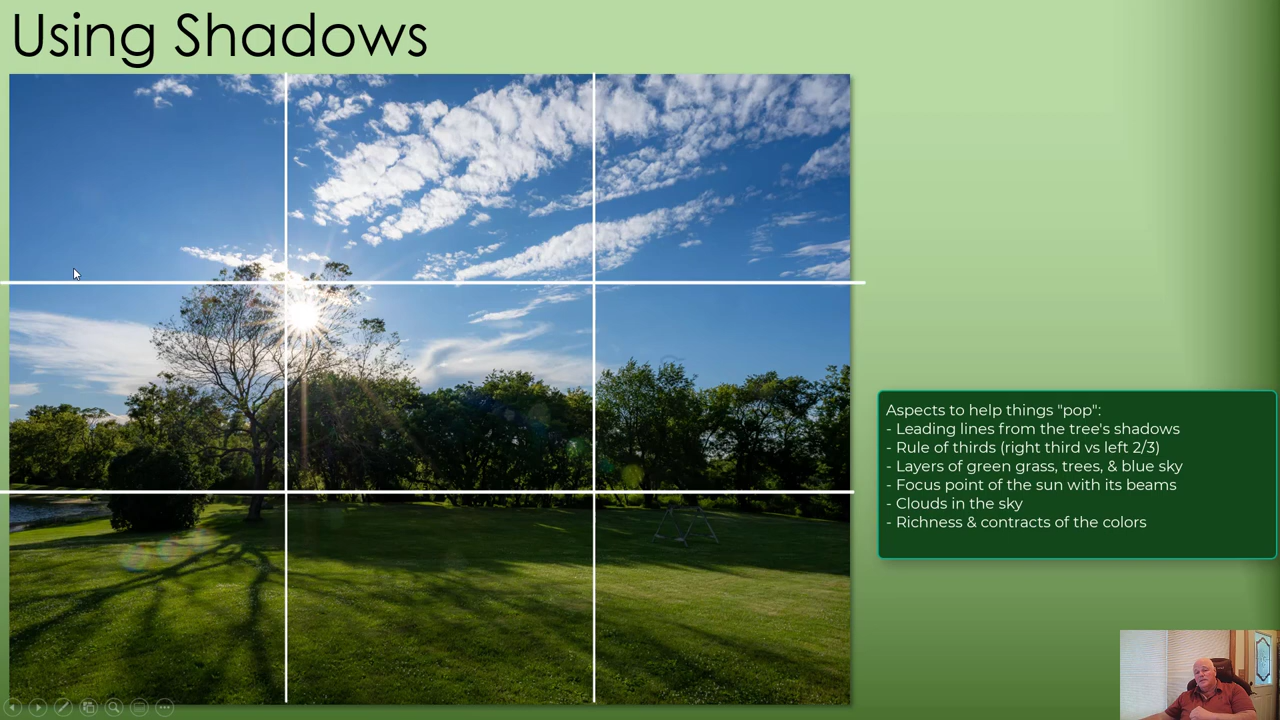 Using Shadows
Aspects to help things "pop":
- Leading lines from the tree's shadows
- Rule of thirds (right third vs left 2/3)
- Layers of green grass, trees, & blue sky
- Focus point of the sun with its beams
- Clouds in the sky
- Richness & contracts of the colors